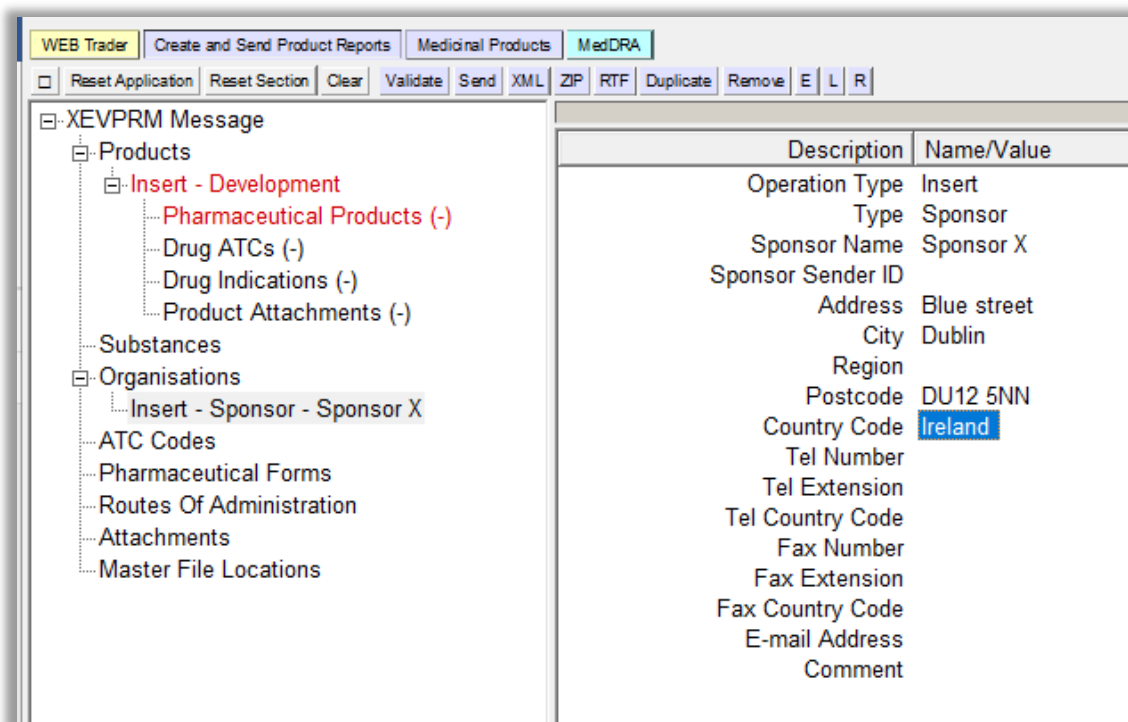 WEB Trader Create and Send Product Reports Medicinal Products MedDRA
Reset Application Reset Section Clear Validate Send XML ZIP RTF Duplicate Remove E L R
XEVPRM Message
Products
Insert - Development
Pharmaceutical Products (-)
Drug ATCs (-)
Drug Indications (-)
Product Attachments (-)
Substances
Organisations
Insert - Sponsor - Sponsor X
ATC Codes
Pharmaceutical Forms
Routes Of Administration
Attachments
Master File Locations
Description Name/Value
Operation Type Insert
Type Sponsor
Sponsor Name Sponsor X
Sponsor Sender ID
Address Blue street
City Dublin
Region
Postcode DU12 5NN
Country Code Ireland
Tel Number
Tel Extension
Tel Country Code
Fax Number
Fax Extension
Fax Country Code
E-mail Address
Comment